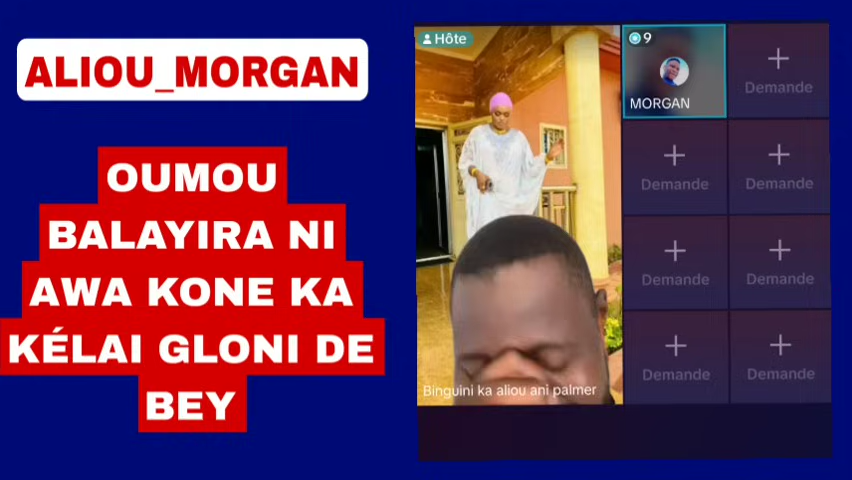 ALIOU_MORGAN
OUMOU
BALAYIRA NI
AWA KONE KA
KÉLAI GLONI DE
BEY
Hôte
Binguini ka aliou ani palmer
9
MORGAN
Demande
Demande
Demande
Demande
Demande
Demande
Demande